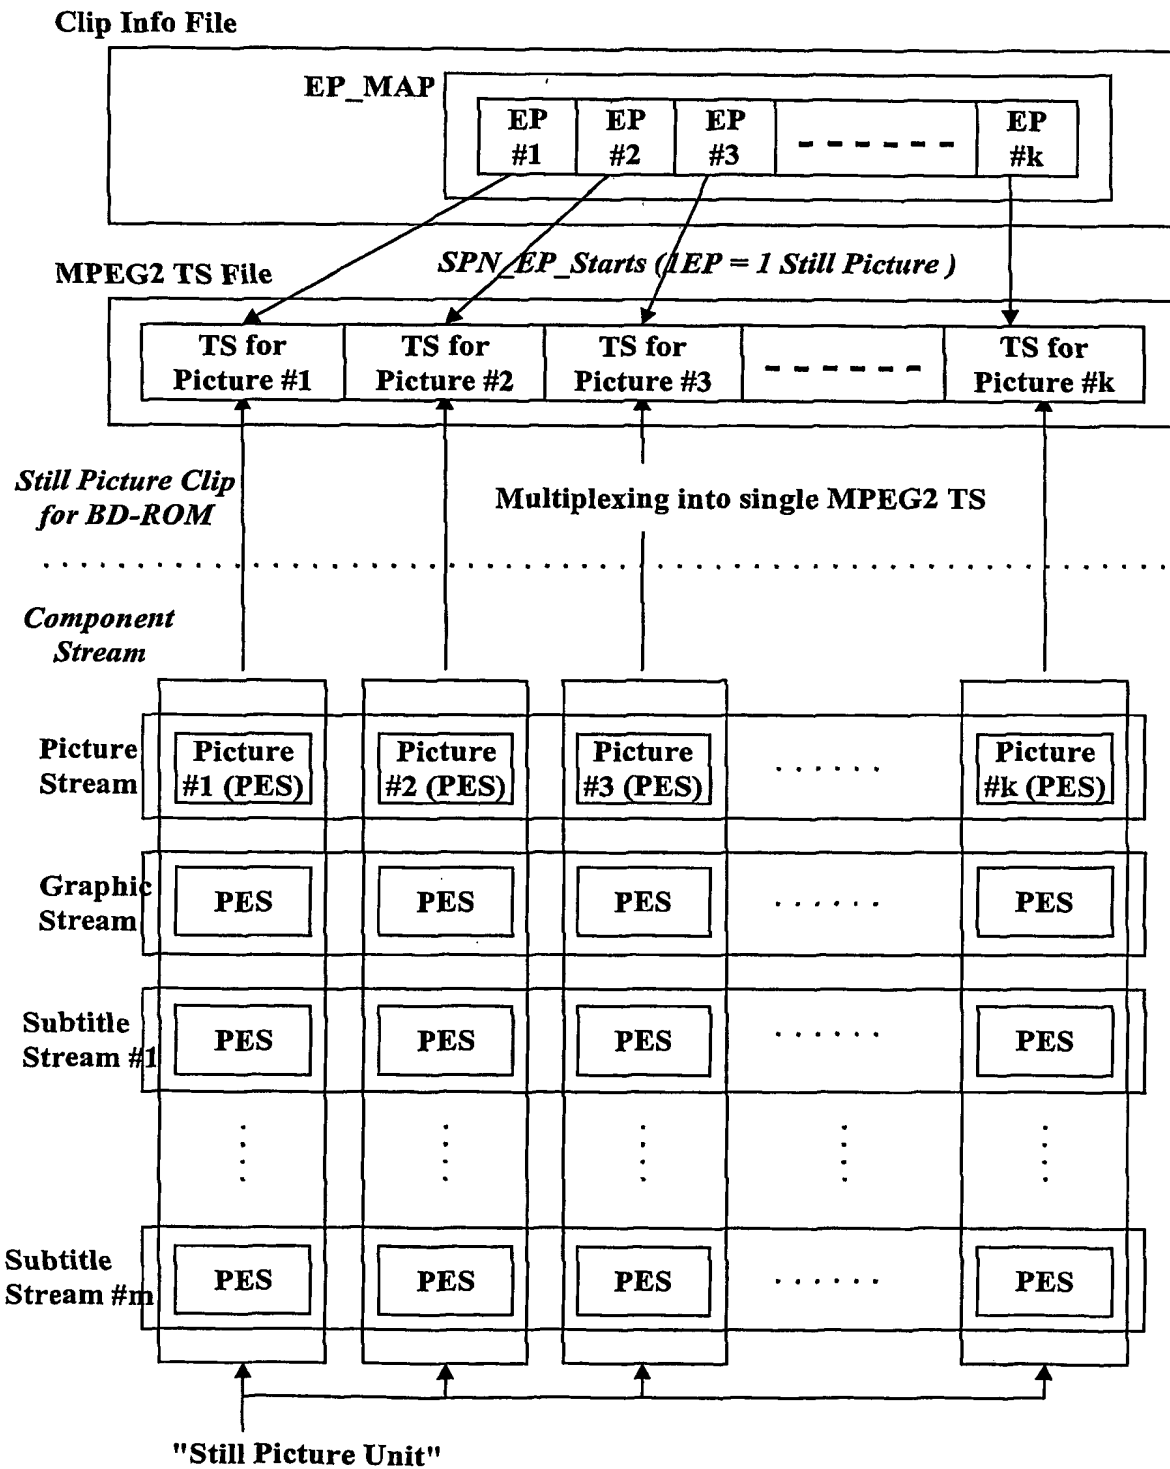 Clip Info File
EP_MAP
EP #1
EP #2
EP #3
EP #k
SPN_EP_Starts (1EP = 1 Still Picture )
MPEG2 TS File
TS for Picture #1
TS for Picture #2
TS for Picture #3
TS for Picture #k
Still Picture Clip
for BD-ROM
Multiplexing into single MPEG2 TS
Component
Stream
Picture
Stream
Picture #1 (PES)
Picture #2 (PES)
Picture #3 (PES)
Picture #k (PES)
Graphic
Stream
PES
PES
PES
PES
Subtitle
Stream #1
PES
PES
PES
PES
Subtitle
Stream #m
PES
PES
PES
PES
"Still Picture Unit"